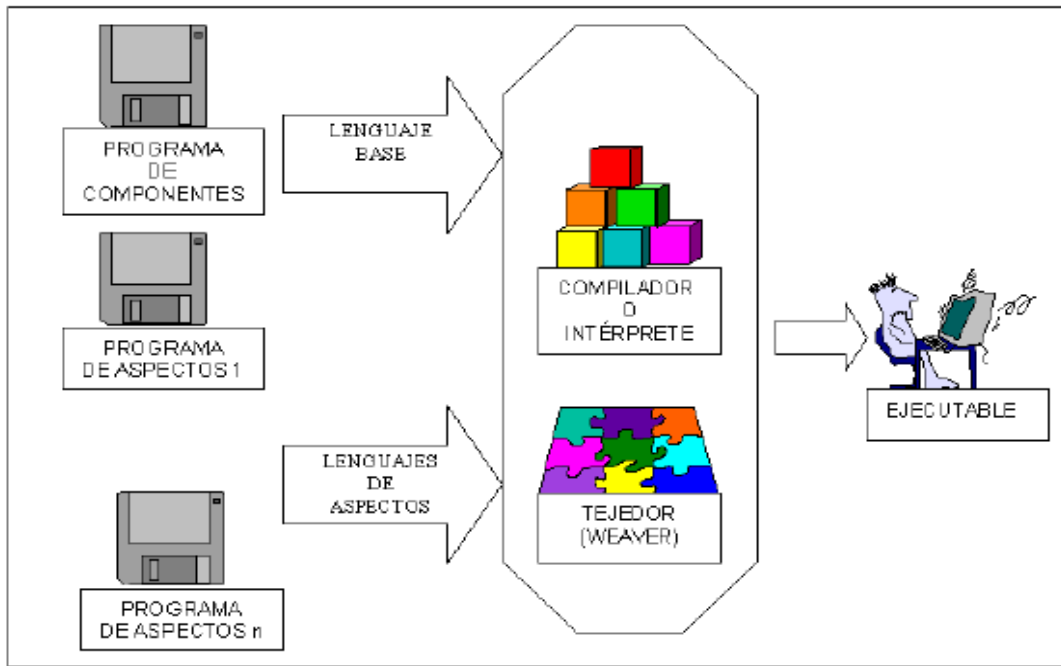 PROGRAMA
DE
COMPONENTES
LENGUAJE
BASE
PROGRAMA
DE ASPECTOS 1
COMPILADOR
O
INTÉRPRETE
EJECUTABLE
LENGUAJES
DE
ASPECTOS
TEJEDOR
(WEAVER)
PROGRAMA
DE ASPECTOS n